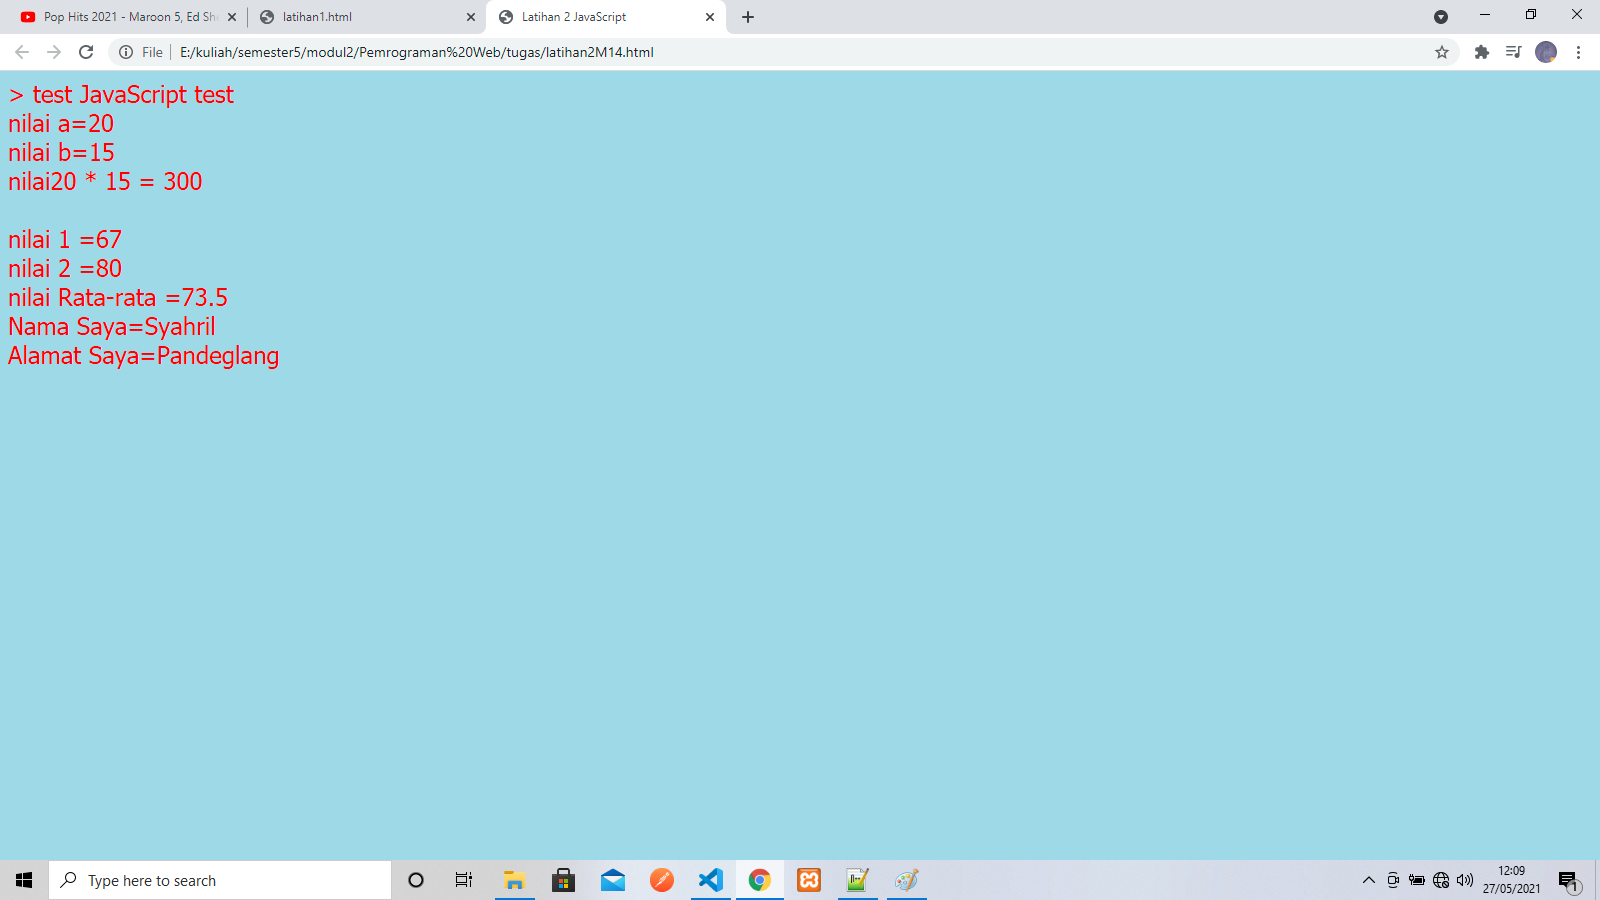 Pop Hits 2021 - Maroon 5, Ed Sh
latihan1.html
Latihan 2 JavaScript
File
E:/kuliah/semester5/modul2/Pemrograman%20Web/tugas/latihan2M14.html
> test JavaScript test
nilai a=20
nilai b=15
nilai20 * 15 = 300
nilai 1 =67
nilai 2 =80
nilai Rata-rata =73.5
Nama Saya=Syahril
Alamat Saya=Pandeglang
Type here to search
12:09
27/05/2021
1